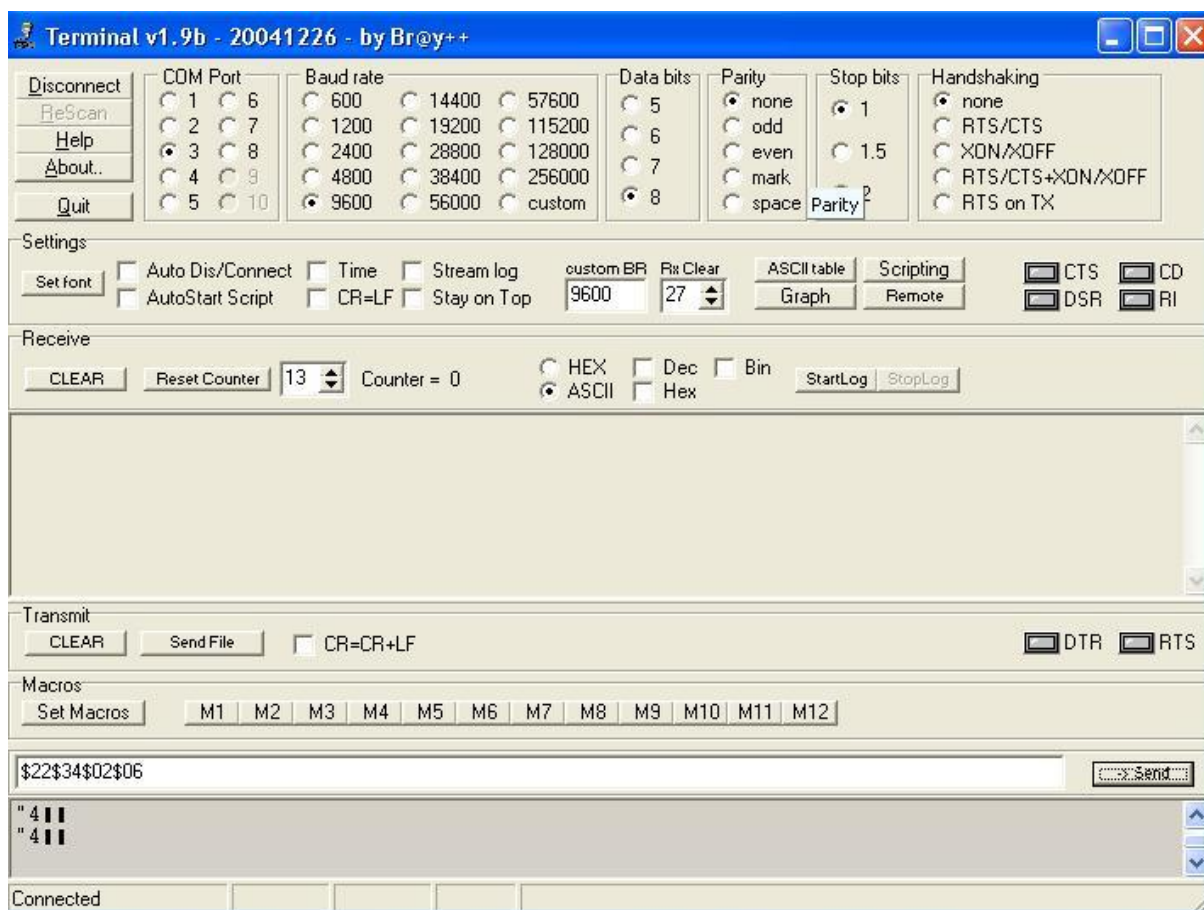 Terminal v1.9b - 20041226 - by Br@y++
Disconnect
ReScan
Help
About..
Quit
COM Port
1 6
2 7
3 8
4 9
5 10
Baud rate
600 14400 57600
1200 19200 115200
2400 28800 128000
4800 38400 256000
9600 56000 custom
Data bits
5
6
7
8
Parity
none
odd
even
mark
space
Parity
Stop bits
1
1.5
2
Handshaking
none
RTS/CTS
XON/XOFF
RTS/CTS+XON/XOFF
RTS on TX
Settings
Set font
Auto Dis/Connect Time Stream log
AutoStart Script CR=LF Stay on Top
custom BR Rx Clear
9600 27
ASCII table Scripting
Graph Remote
CTS CD
DSR RI
Receive
CLEAR Reset Counter 13 Counter = 0
HEX Dec Bin
ASCII Hex
StartLog StopLog
Transmit
CLEAR Send File CR=CR+LF DTR RTS
Macros
Set Macros M1 M2 M3 M4 M5 M6 M7 M8 M9 M10 M11 M12
$22$34$02$06 -> Send
"4▮▮
"4▮▮
Connected